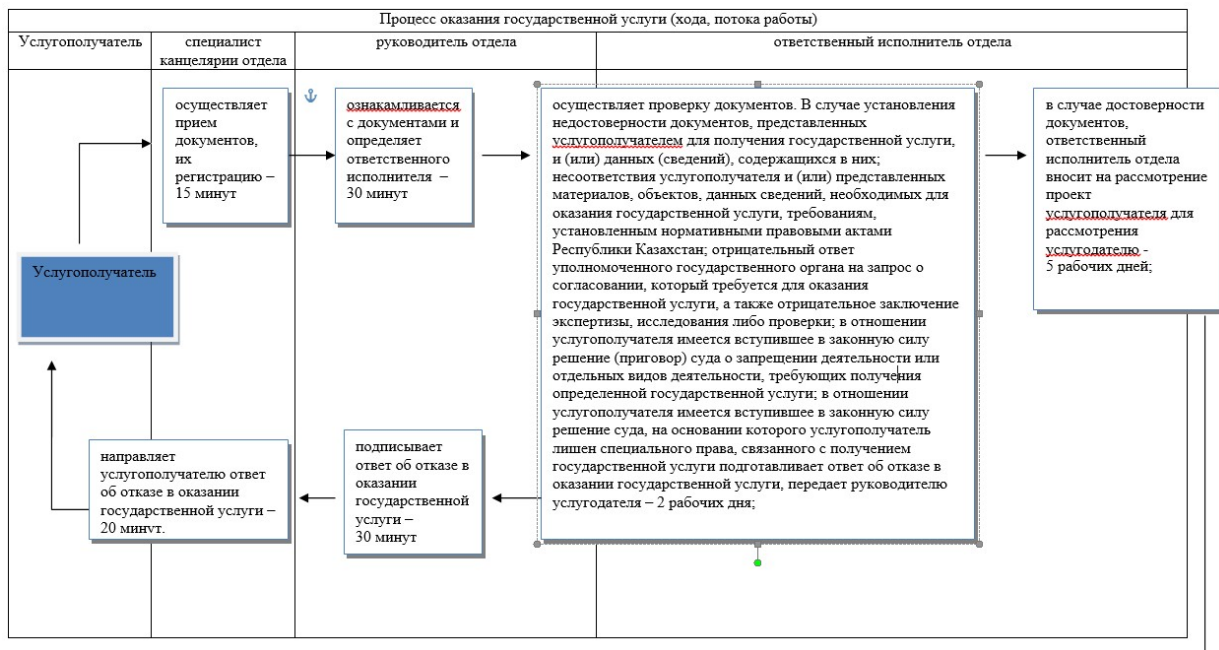 Процесс оказания государственной услуги (хода, потока работы)
Услугополучатель
специалист
канцелярии отдела
руководитель отдела
ответственный исполнитель отдела
осуществляет
прием
документов,
их
регистрацию –
15 минут
ознакамливается
с документами и
определяет
ответственного
исполнителя –
30 минут
осуществляет проверку документов. В случае установления
недостоверности документов, представленных
услугополучателем для получения государственной услуги,
и (или) данных (сведений), содержащихся в них;
несоответствия услугополучателя и (или) представленных
материалов, объектов, данных сведений, необходимых для
оказания государственной услуги, требованиям,
установленным нормативными правовыми актами
Республики Казахстан; отрицательный ответ
уполномоченного государственного органа на запрос о
согласовании, который требуется для оказания
государственной услуги, а также отрицательное заключение
экспертизы, исследования либо проверки; в отношении
услугополучателя имеется вступившее в законную силу
решение (приговор) суда о запрещении деятельности или
отдельных видов деятельности, требующих получения
определенной государственной услуги; в отношении
услугополучателя имеется вступившее в законную силу
решение суда, на основании которого услугополучатель
лишен специального права, связанного с получением
государственной услуги подготавливает ответ об отказе в
оказании государственной услуги, передает руководителю
услугодателя – 2 рабочих дня;
в случае достоверности
документов,
ответственный
исполнитель отдела
вносит на рассмотрение
проект
услугополучателя для
рассмотрения
услугодателю -
5 рабочих дней;
Услугополучатель
направляет
услугополучателю ответ
об отказе в оказании
государственной услуги –
20 минут.
подписывает
ответ об отказе в
оказании
государственной
услуги –
30 минут